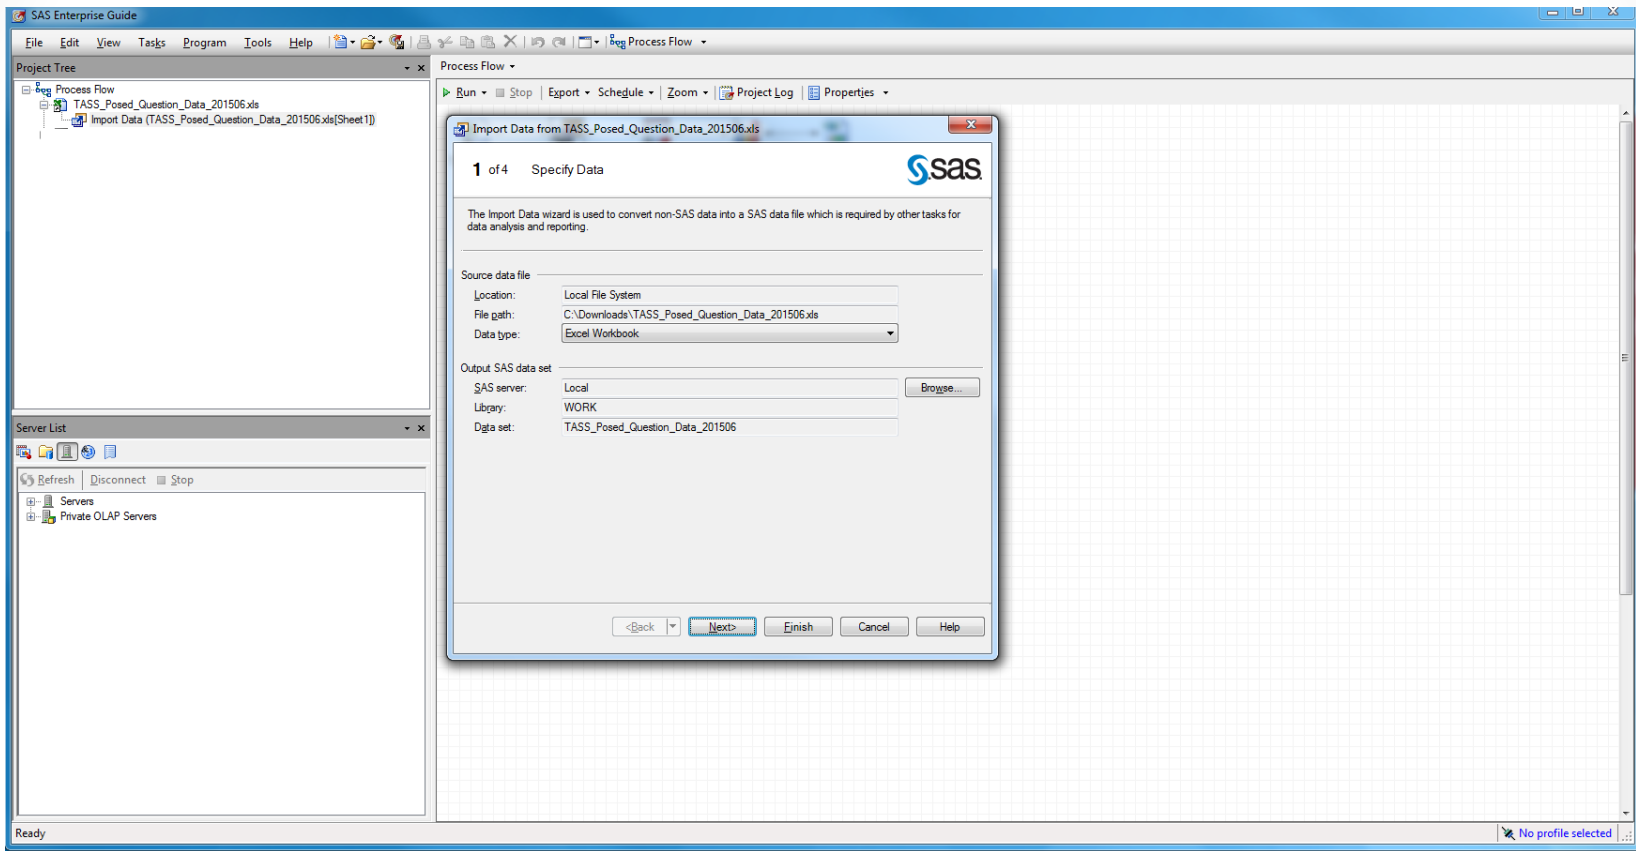 SAS Enterprise Guide
File Edit View Tasks Program Tools Help Process Flow
Project Tree
Process Flow
TASS_Posed_Question_Data_201506.xls
Import Data (TASS_Posed_Question_Data_201506.xls[Sheet1])
Process Flow
Run Stop Export Schedule Zoom Project Log Properties
Import Data from TASS_Posed_Question_Data_201506.xls
1 of 4 Specify Data
sas
The Import Data wizard is used to convert non-SAS data into a SAS data file which is required by other tasks for
data analysis and reporting.
Source data file
Location: Local File System
File path: C:\Downloads\TASS_Posed_Question_Data_201506.xls
Data type: Excel Workbook
Output SAS data set
SAS server: Local Browse...
Library: WORK
Data set: TASS_Posed_Question_Data_201506
<Back Next> Finish Cancel Help
Server List
Refresh Disconnect Stop
Servers
Private OLAP Servers
Ready
No profile selected